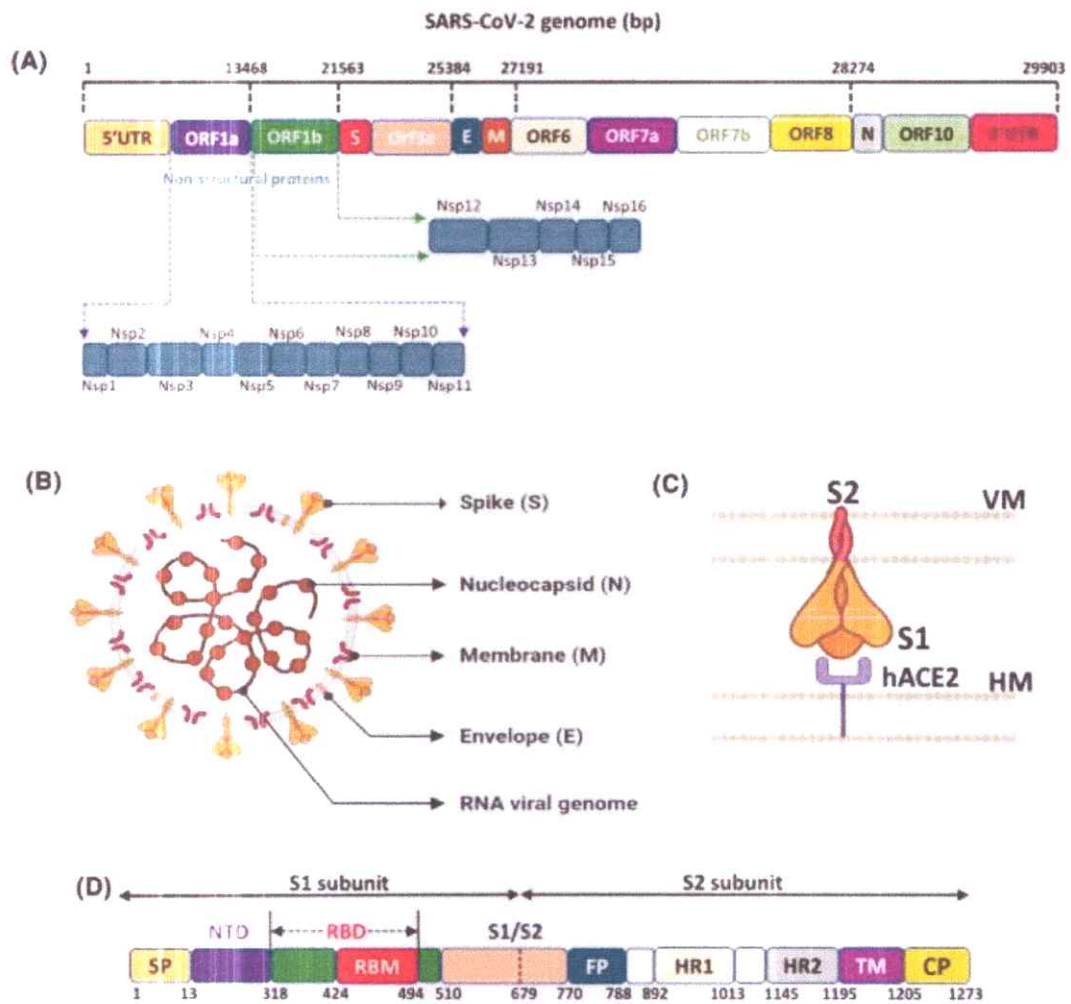 SARS-CoV-2 genome (bp)
(A)
1 13468 21563 25384 27191 28274 29903
5'UTR ORF1a ORF1b S ORF3a E M ORF6 ORF7a ORF7b ORF8 N ORF10 3'UTR
Non structural proteins
Nsp12 Nsp14 Nsp16
Nsp13 Nsp15
Nsp2 Nsp4 Nsp6 Nsp8 Nsp10
Nsp1 Nsp3 Nsp5 Nsp7 Nsp9 Nsp11
(B)
Spike (S)
Nucleocapsid (N)
Membrane (M)
Envelope (E)
RNA viral genome
(C)
S2 VM
S1
hACE2 HM
(D)
S1 subunit S2 subunit
NTD RBD S1/S2
SP RBM FP HR1 HR2 TM CP
1 13 318 424 494 510 679 770 788 892 1013 1145 1195 1205 1273